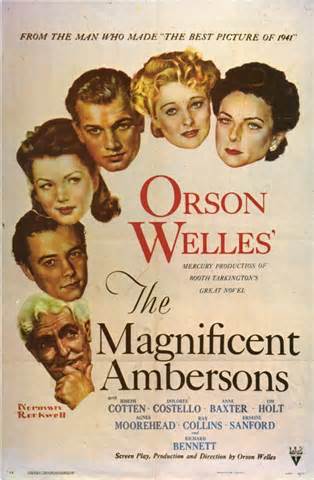 FROM THE MAN WHO MADE "THE BEST PICTURE OF 1941"
ORSON
WELLES'
MERCURY PRODUCTION OF
BOOTH TARKINGTON'S
GREAT NOVEL
The
Magnificent
Ambersons
with JOSEPH COTTEN · DOLORES COSTELLO · ANNE BAXTER · TIM HOLT
AGNES MOOREHEAD · RAY COLLINS · ERSKINE SANFORD
and RICHARD BENNETT
Screen Play, Production and Direction by Orson Welles
Norman
Rockwell
RKO